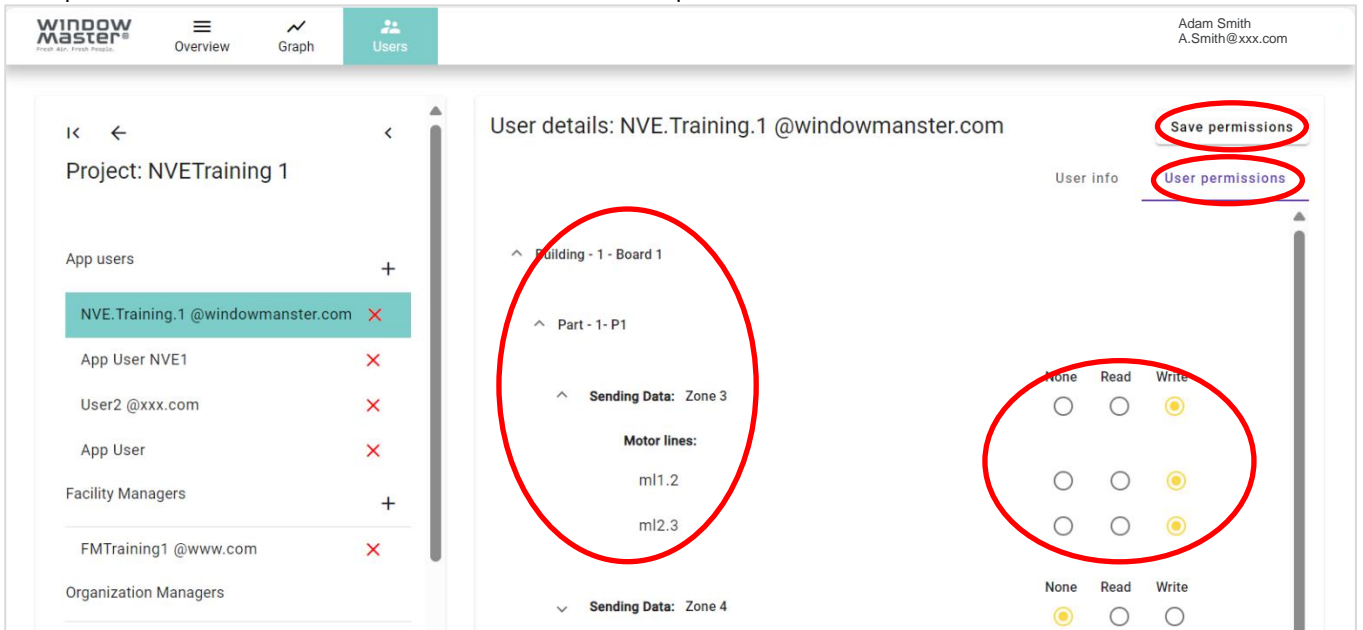 WINDOW
Master®
Fresh Air. Fresh People.
Overview
Graph
Users
Adam Smith
A.Smith@xxx.com
Project: NVETraining 1
App users
NVE.Training.1 @windowmanster.com
App User NVE1
User2 @xxx.com
App User
Facility Managers
FMTraining1 @www.com
Organization Managers
User details: NVE.Training.1 @windowmanster.com
Save permissions
User info
User permissions
Building - 1 - Board 1
Part - 1- P1
None Read Write
Sending Data: Zone 3
Motor lines:
ml1.2
ml2.3
None Read Write
Sending Data: Zone 4